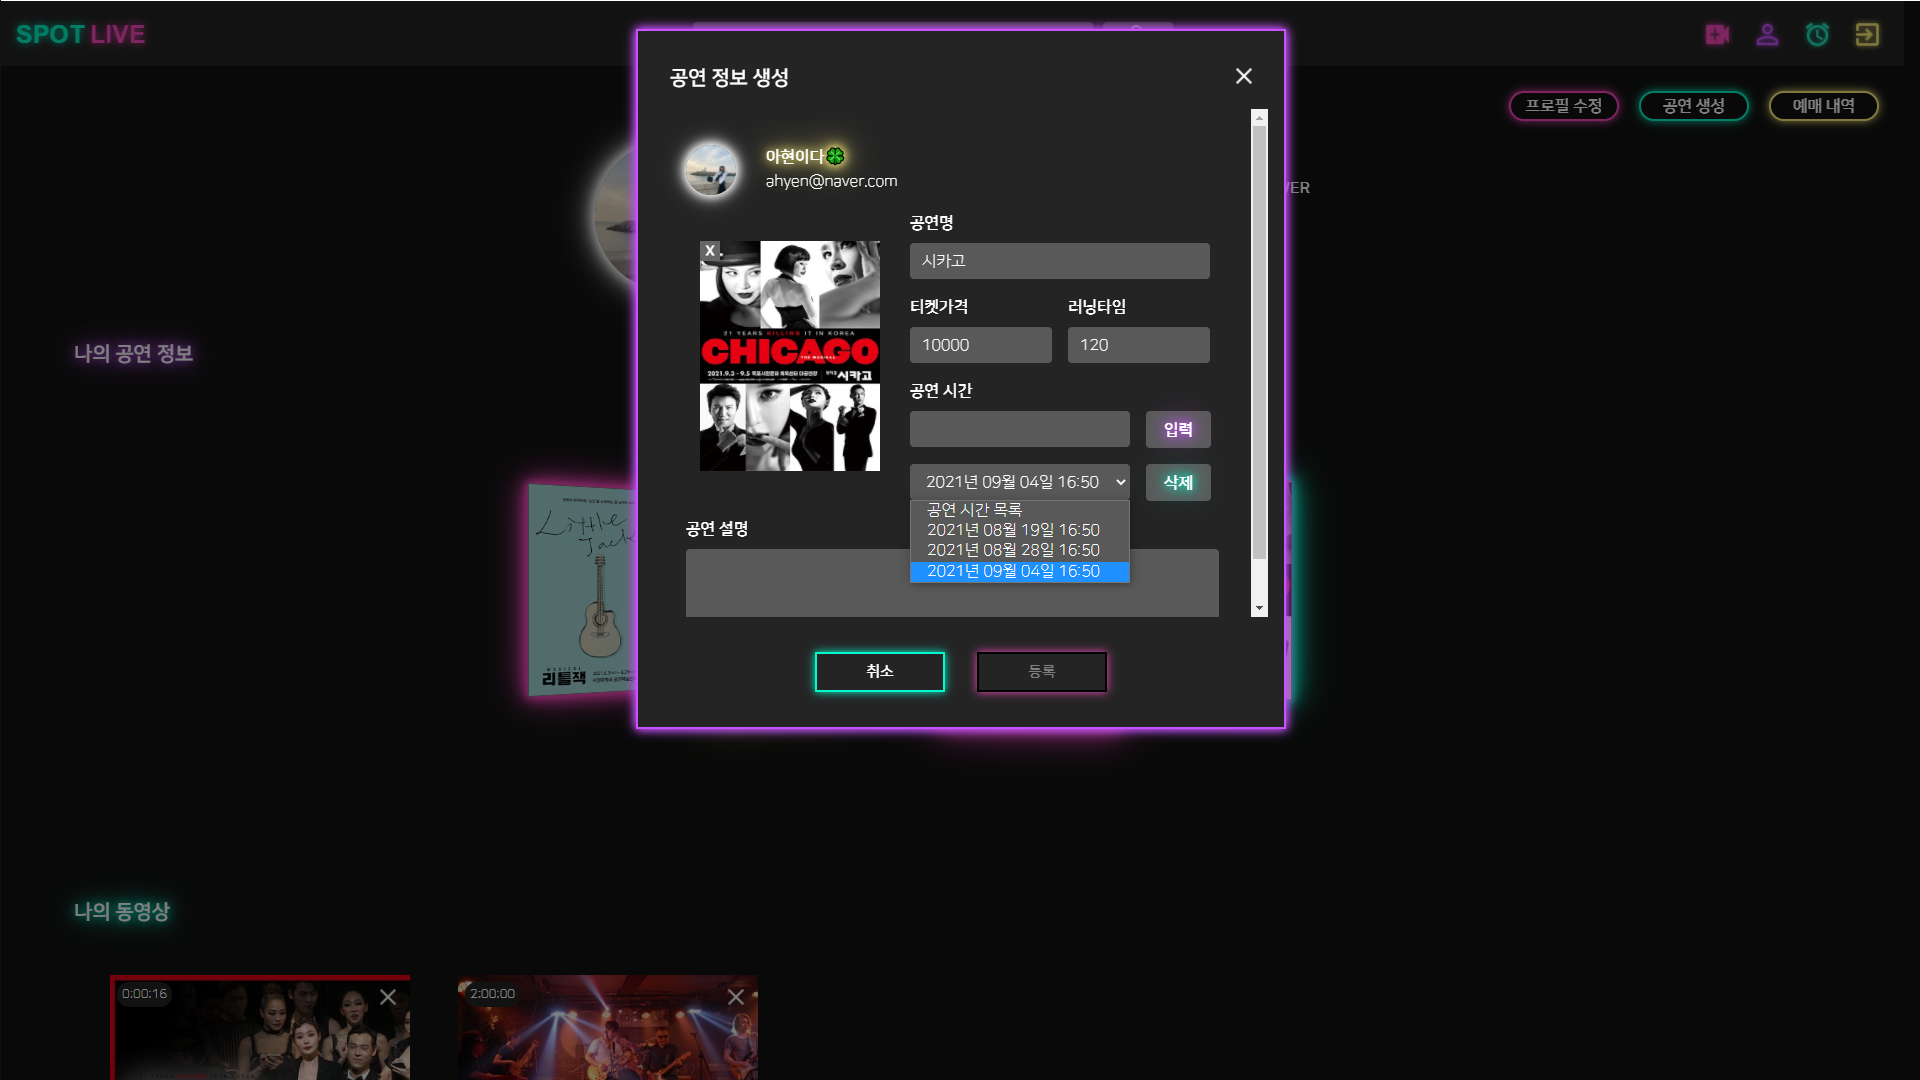 SPOT LIVE
프로필 수정
공연 생성
예매 내역
VER
나의 공연 정보
공연 정보 생성
아현이다🍀
ahyen@naver.com
X
21 YEARS KILLING IT IN KOREA
CHICAGO
THE MUSICAL
2021.9.3 - 9.5
시카고
공연명
시카고
티켓가격
러닝타임
10000
120
공연 시간
입력
2021년 09월 04일 16:50
삭제
공연 시간 목록
2021년 08월 19일 16:50
2021년 08월 28일 16:50
2021년 09월 04일 16:50
공연 설명
취소
등록
Little
Jack
MUSICAL
리틀잭
나의 동영상
0:00:16
2:00:00